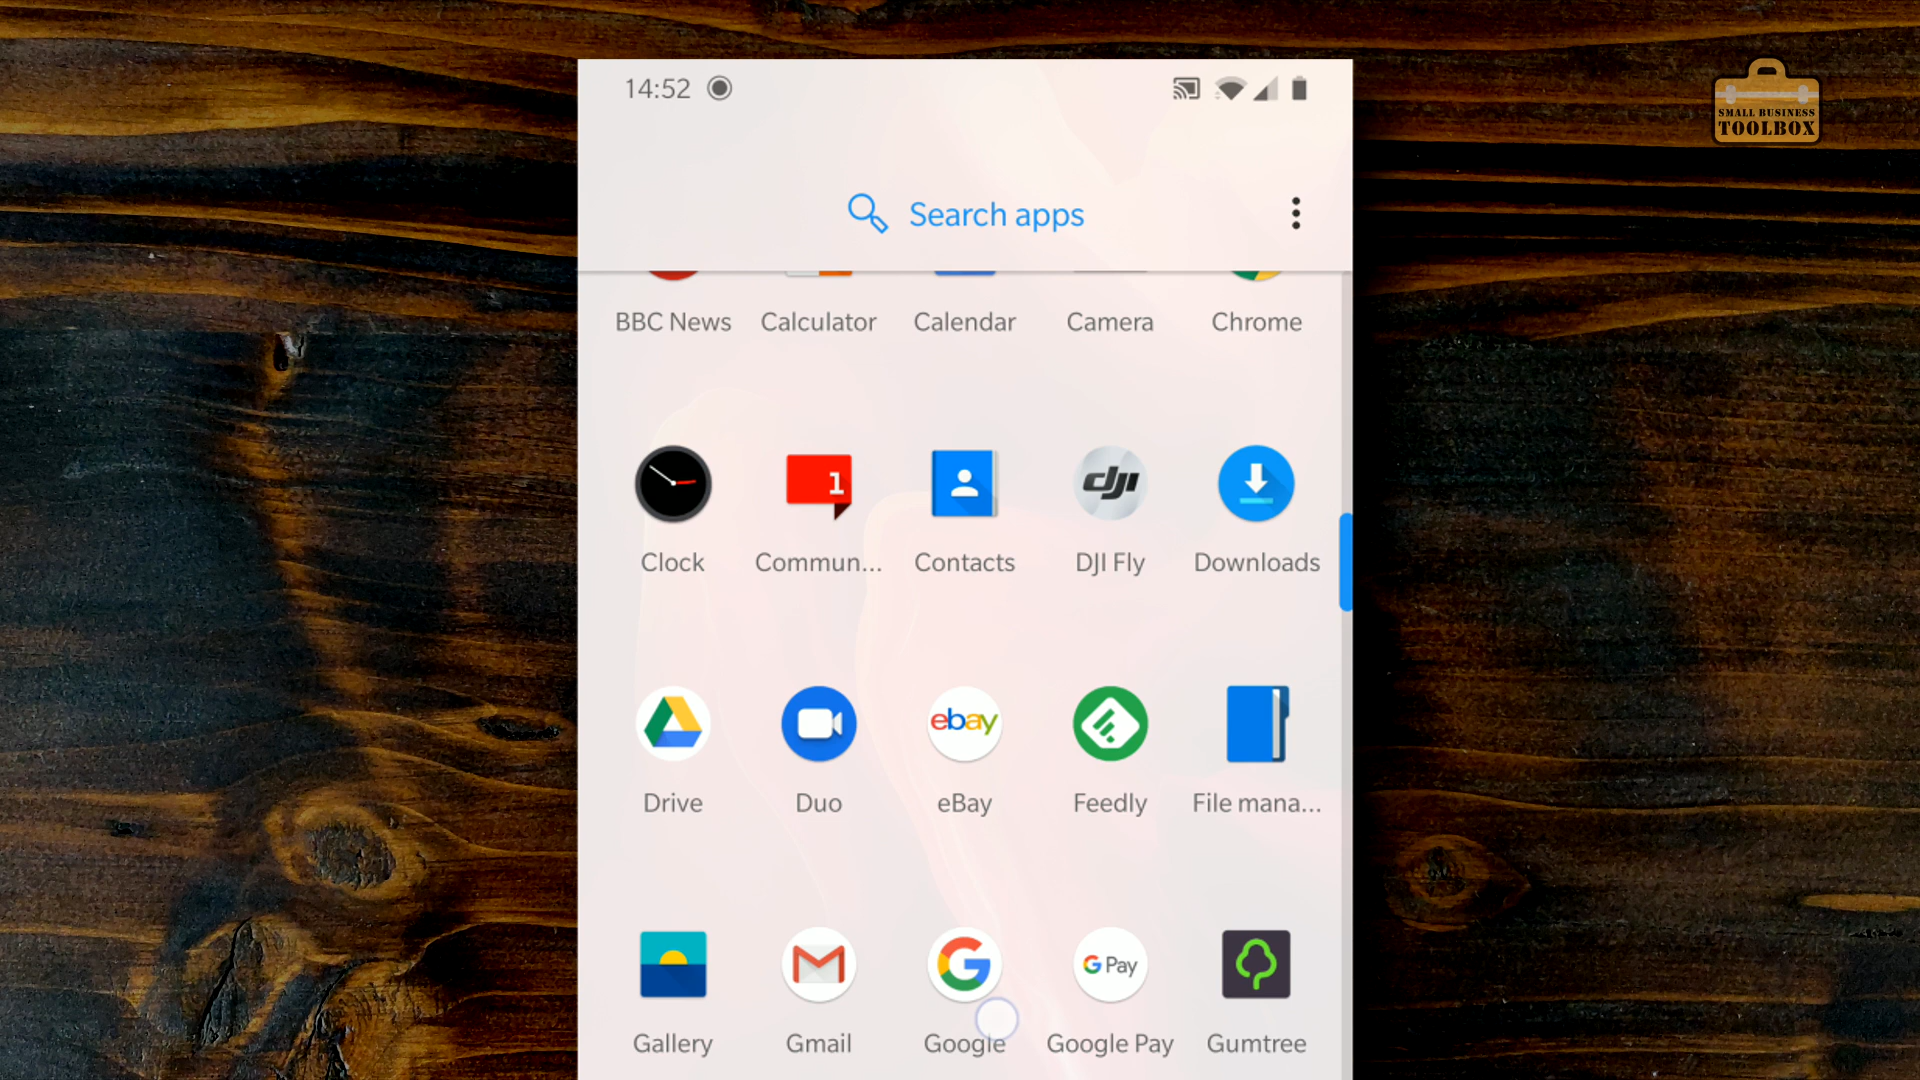 14:52
SMALL BUSINESS
TOOLBOX
Search apps
BBC News Calculator Calendar Camera Chrome
1
dji
Clock Commun... Contacts DJI Fly Downloads
ebay
Drive Duo eBay Feedly File mana...
G Pay
Gallery Gmail Google Google Pay Gumtree